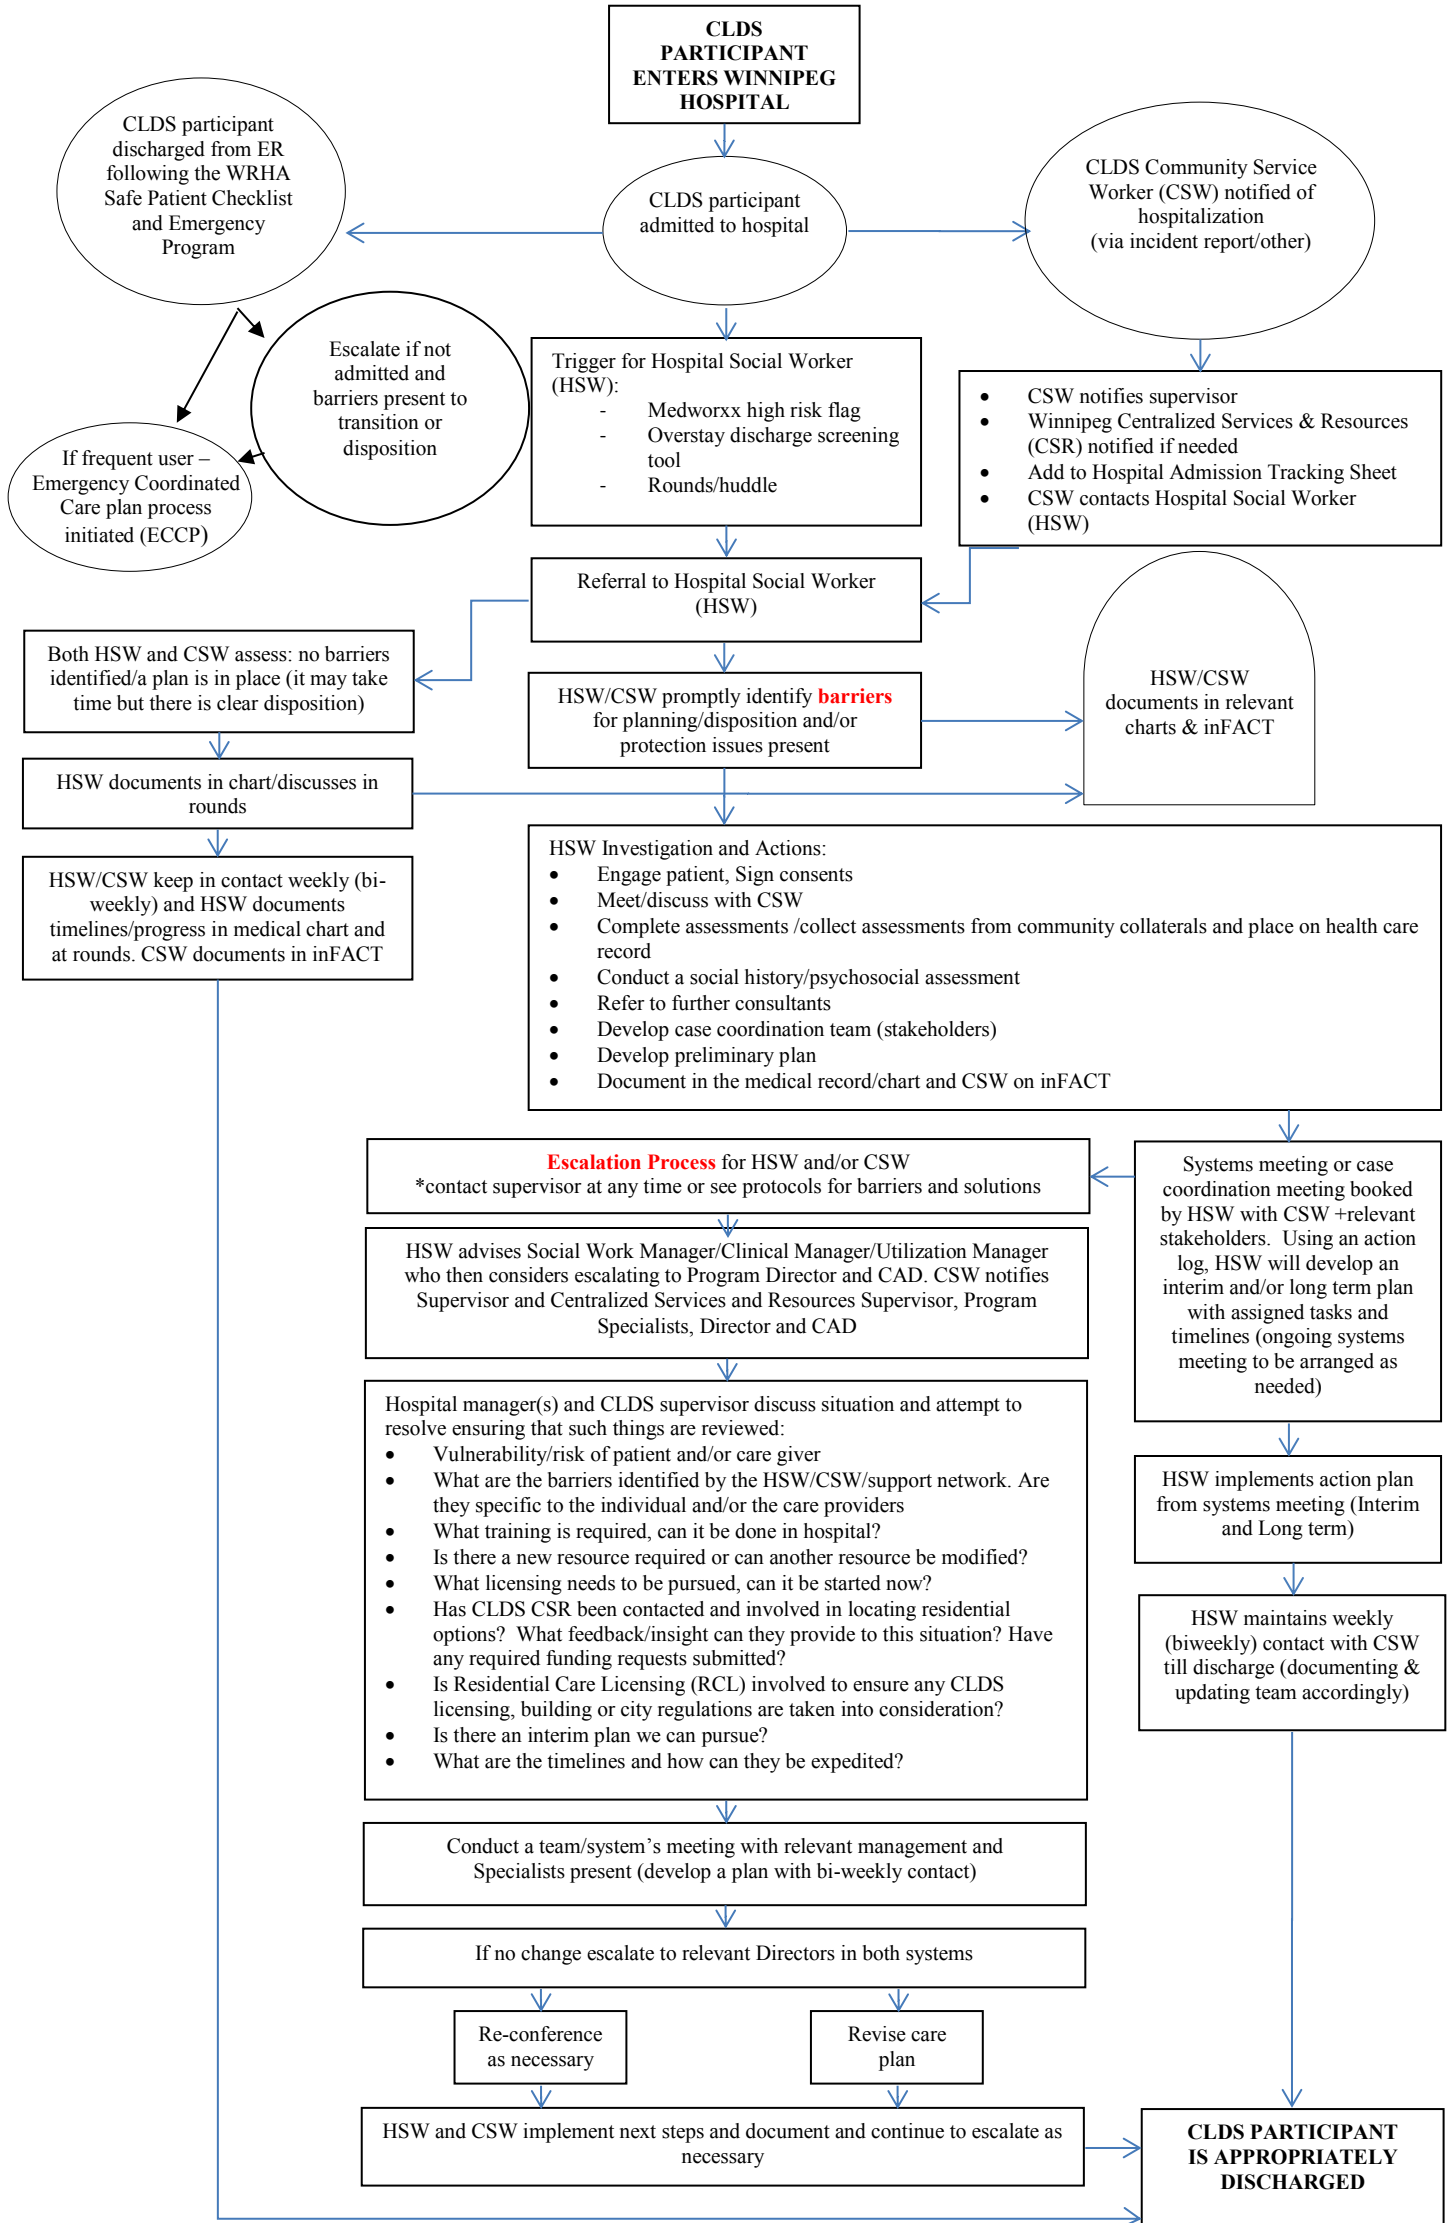 CLDS
PARTICIPANT
ENTERS WINNIPEG
HOSPITAL
CLDS participant
discharged from ER
following the WRHA
Safe Patient Checklist
and Emergency
Program
CLDS participant
admitted to hospital
CLDS Community Service
Worker (CSW) notified of
hospitalization
(via incident report/other)
Escalate if not
admitted and
barriers present to
transition or
disposition
If frequent user –
Emergency Coordinated
Care plan process
initiated (ECCP)
Trigger for Hospital Social Worker
(HSW):
- Medworxx high risk flag
- Overstay discharge screening
tool
- Rounds/huddle
• CSW notifies supervisor
• Winnipeg Centralized Services & Resources
(CSR) notified if needed
• Add to Hospital Admission Tracking Sheet
• CSW contacts Hospital Social Worker
(HSW)
Referral to Hospital Social Worker
(HSW)
Both HSW and CSW assess: no barriers
identified/a plan is in place (it may take
time but there is clear disposition)
HSW/CSW promptly identify barriers
for planning/disposition and/or
protection issues present
HSW/CSW
documents in relevant
charts & inFACT
HSW documents in chart/discusses in
rounds
HSW/CSW keep in contact weekly (bi-
weekly) and HSW documents
timelines/progress in medical chart and
at rounds. CSW documents in inFACT
HSW Investigation and Actions:
• Engage patient, Sign consents
• Meet/discuss with CSW
• Complete assessments /collect assessments from community collaterals and place on health care
record
• Conduct a social history/psychosocial assessment
• Refer to further consultants
• Develop case coordination team (stakeholders)
• Develop preliminary plan
• Document in the medical record/chart and CSW on inFACT
Escalation Process for HSW and/or CSW
*contact supervisor at any time or see protocols for barriers and solutions
Systems meeting or case
coordination meeting booked
by HSW with CSW +relevant
stakeholders. Using an action
log, HSW will develop an
interim and/or long term plan
with assigned tasks and
timelines (ongoing systems
meeting to be arranged as
needed)
HSW advises Social Work Manager/Clinical Manager/Utilization Manager
who then considers escalating to Program Director and CAD. CSW notifies
Supervisor and Centralized Services and Resources Supervisor, Program
Specialists, Director and CAD
Hospital manager(s) and CLDS supervisor discuss situation and attempt to
resolve ensuring that such things are reviewed:
• Vulnerability/risk of patient and/or care giver
• What are the barriers identified by the HSW/CSW/support network. Are
they specific to the individual and/or the care providers
• What training is required, can it be done in hospital?
• Is there a new resource required or can another resource be modified?
• What licensing needs to be pursued, can it be started now?
• Has CLDS CSR been contacted and involved in locating residential
options? What feedback/insight can they provide to this situation? Have
any required funding requests submitted?
• Is Residential Care Licensing (RCL) involved to ensure any CLDS
licensing, building or city regulations are taken into consideration?
• Is there an interim plan we can pursue?
• What are the timelines and how can they be expedited?
HSW implements action plan
from systems meeting (Interim
and Long term)
HSW maintains weekly
(biweekly) contact with CSW
till discharge (documenting &
updating team accordingly)
Conduct a team/system’s meeting with relevant management and
Specialists present (develop a plan with bi-weekly contact)
If no change escalate to relevant Directors in both systems
Re-conference
as necessary
Revise care
plan
HSW and CSW implement next steps and document and continue to escalate as
necessary
CLDS PARTICIPANT
IS APPROPRIATELY
DISCHARGED